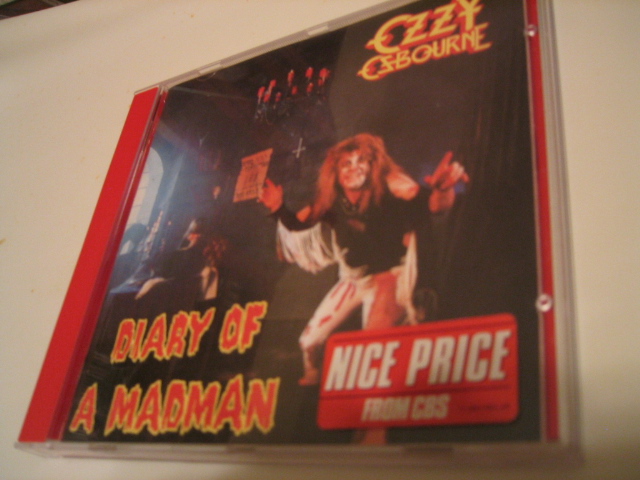 OZZY
OSBOURNE
DIARY OF
A MADMAN
NICE PRICE
FROM CBS